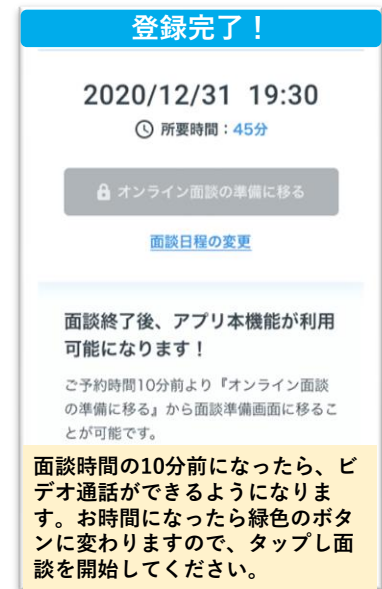 登録完了！
2020/12/31 19:30
所要時間：45分
オンライン面談の準備に移る
面談日程の変更
面談終了後、アプリ本機能が利用
可能になります！
ご予約時間10分前より『オンライン面談
の準備に移る』から面談準備画面に移るこ
とが可能です。
面談時間の10分前になったら、ビ
デオ通話ができるようになりま
す。お時間になったら緑色のボタ
ンに変わりますので、タップし面
談を開始してください。